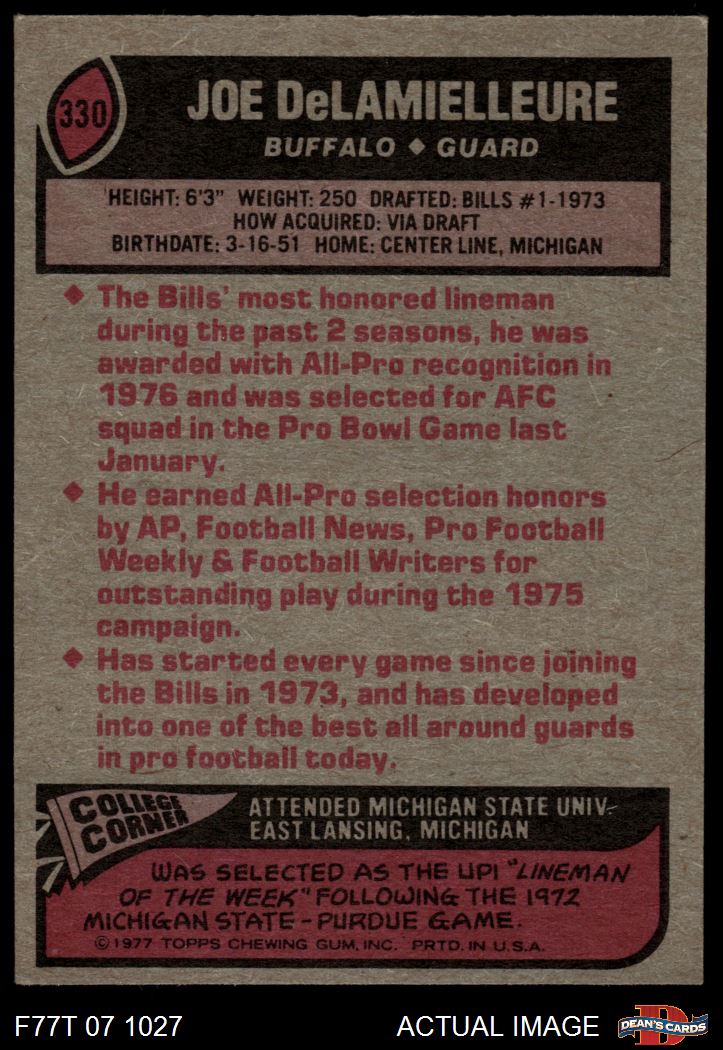 330
JOE DeLAMIELLEURE
BUFFALO ♦ GUARD
HEIGHT: 6'3" WEIGHT: 250 DRAFTED: BILLS #1-1973
HOW ACQUIRED: VIA DRAFT
BIRTHDATE: 3-16-51 HOME: CENTER LINE, MICHIGAN
♦ The Bills' most honored lineman
during the past 2 seasons, he was
awarded with All-Pro recognition in
1976 and was selected for AFC
squad in the Pro Bowl Game last
January.
♦ He earned All-Pro selection honors
by AP, Football News, Pro Football
Weekly & Football Writers for
outstanding play during the 1975
campaign.
♦ Has started every game since joining
the Bills in 1973, and has developed
into one of the best all around guards
in pro football today.
COLLEGE
CORNER
ATTENDED MICHIGAN STATE UNIV-
EAST LANSING, MICHIGAN
WAS SELECTED AS THE UPI "LINEMAN
OF THE WEEK" FOLLOWING THE 1972
MICHIGAN STATE - PURDUE GAME.
© 1977 TOPPS CHEWING GUM, INC. PRTD. IN U.S.A.
F77T 07 1027
ACTUAL IMAGE
D
DEAN'S CARDS